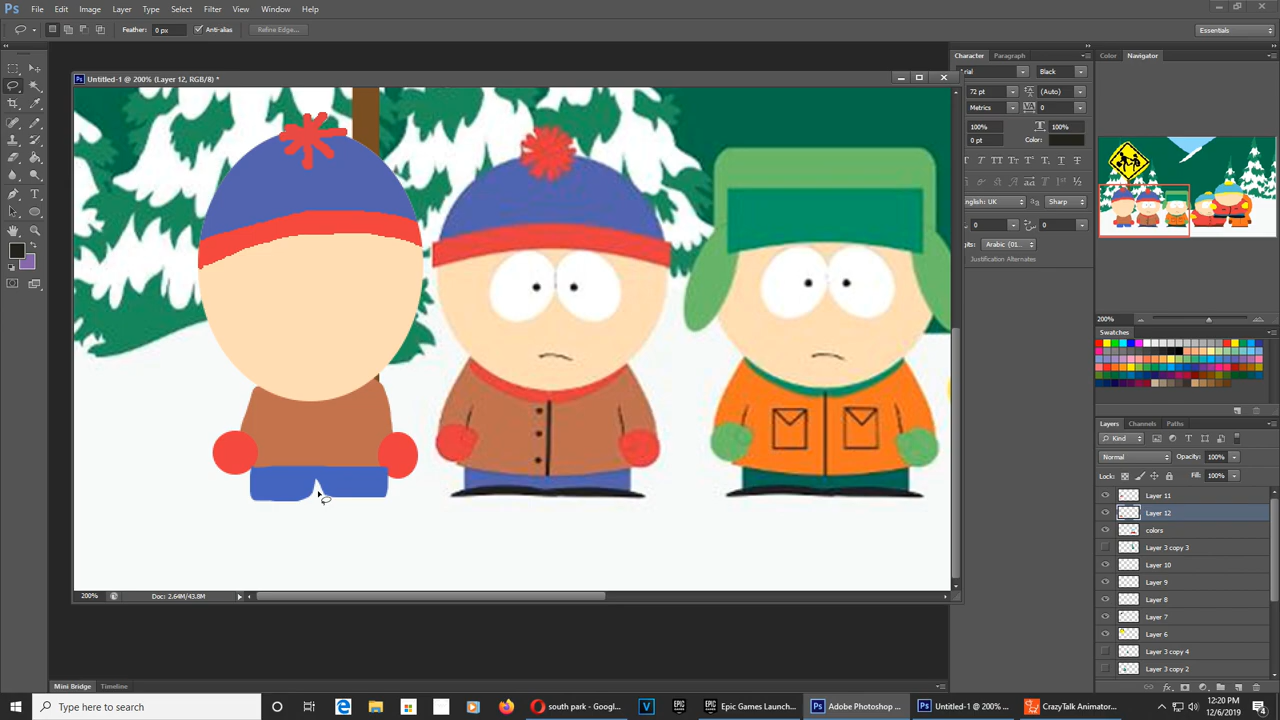 Ps File Edit Image Layer Type Select Filter View Window Help
Feather: 0 px Anti-alias Refine Edge... Essentials
Untitled-1 @ 200% (Layer 12, RGB/8) *
Character Paragraph
Color Navigator
Arial Black
72 pt (Auto)
Metrics 0
100% 100%
0 pt Color:
English: UK aa Sharp
0 0
Arabic (01...
Justification Alternates
200%
Swatches
Layers Channels Paths
Kind
Normal Opacity: 100%
Lock: Fill: 100%
Layer 11
Layer 12
colors
Layer 3 copy 3
Layer 10
Layer 9
Layer 8
Layer 7
Layer 6
Layer 3 copy 4
Layer 3 copy 2
200% Doc: 2.64M/43.8M
Mini Bridge Timeline
Type here to search
south park - Googl...
Epic Games Launch...
Adobe Photoshop ...
Untitled-1 @ 200% ...
CrazyTalk Animator...
12:20 PM
12/6/2019